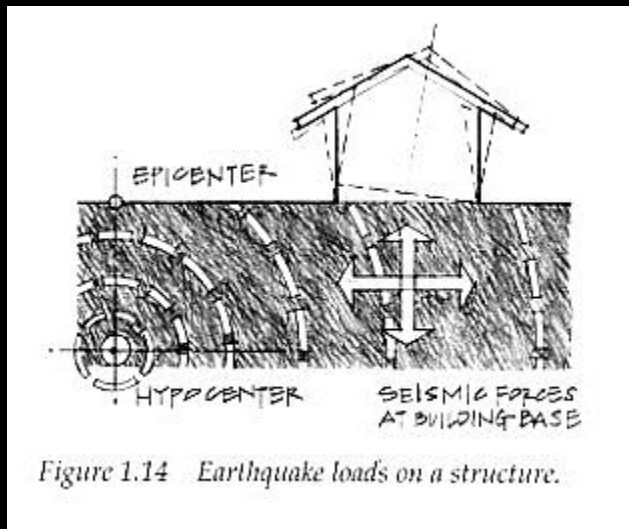 EPICENTER
HYPOCENTER
SEISMIC FORCES
AT BUILDING BASE
Figure 1.14 Earthquake loads on a structure.